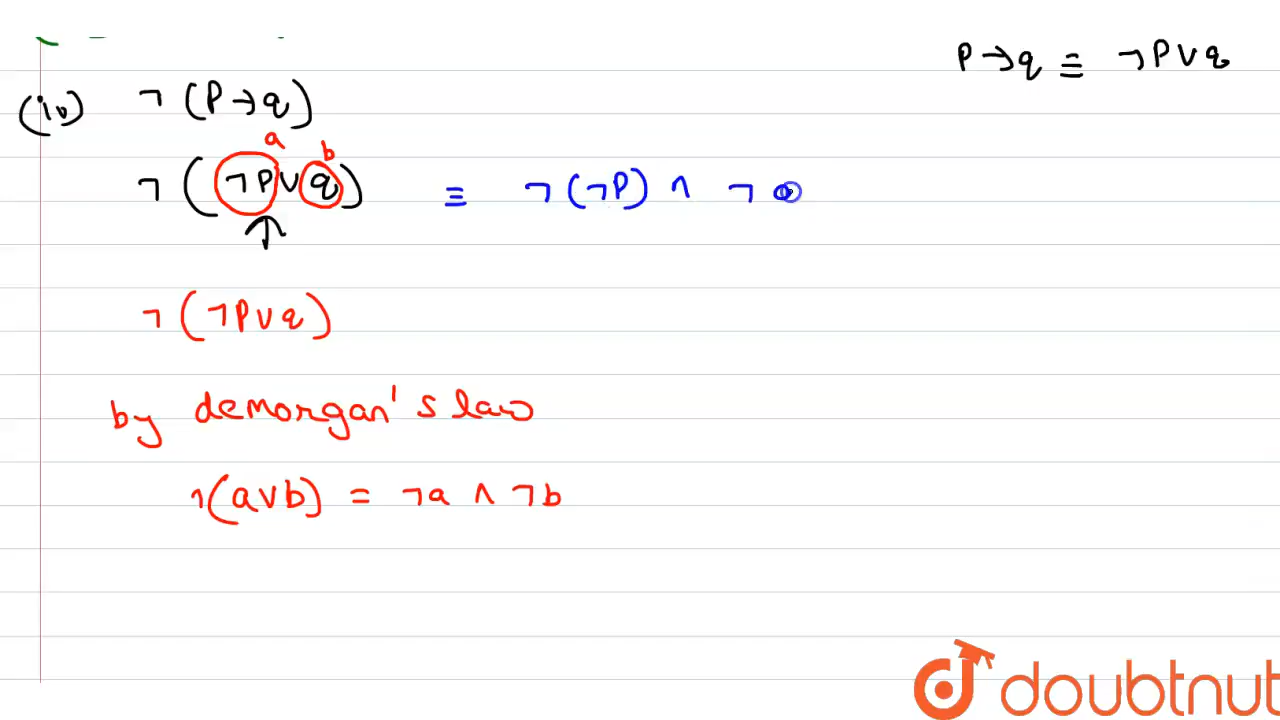 P → q ≡ ¬P ∨ q
(iv) ¬(P → q)
a b
¬(¬P ∨ q) ≡ ¬(¬P) ∧ ¬
¬(¬P ∨ q)
by demorgan's law
¬(a ∨ b) = ¬a ∧ ¬b
doubtnut